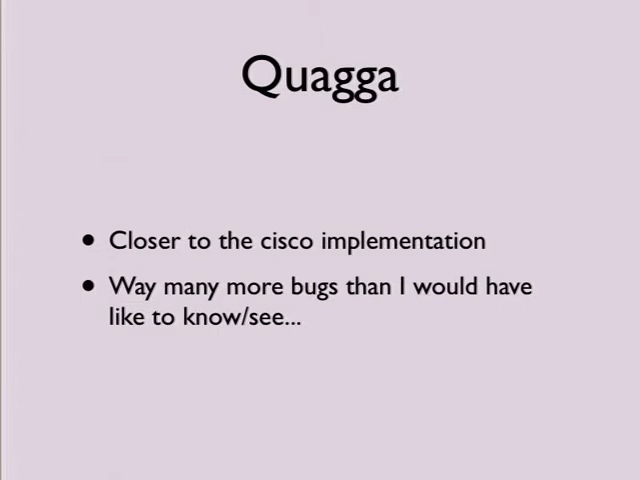 Quagga
• Closer to the cisco implementation
• Way many more bugs than I would have
like to know/see...